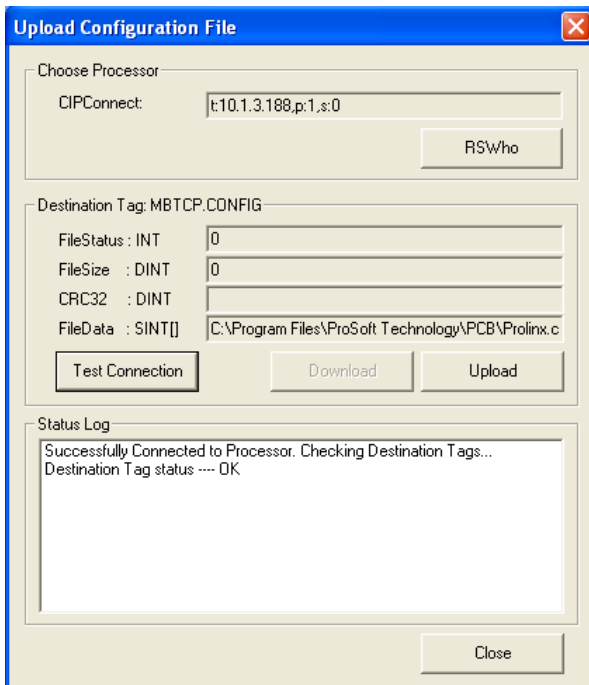 Upload Configuration File
Choose Processor
CIPConnect: t:10.1.3.188,p:1,s:0
RSWho
Destination Tag: MBTCP.CONFIG
FileStatus : INT 0
FileSize : DINT 0
CRC32 : DINT
FileData : SINT[] C:\Program Files\ProSoft Technology\PCB\Prolinx.c
Test Connection Download Upload
Status Log
Successfully Connected to Processor. Checking Destination Tags...
Destination Tag status ---- OK
Close